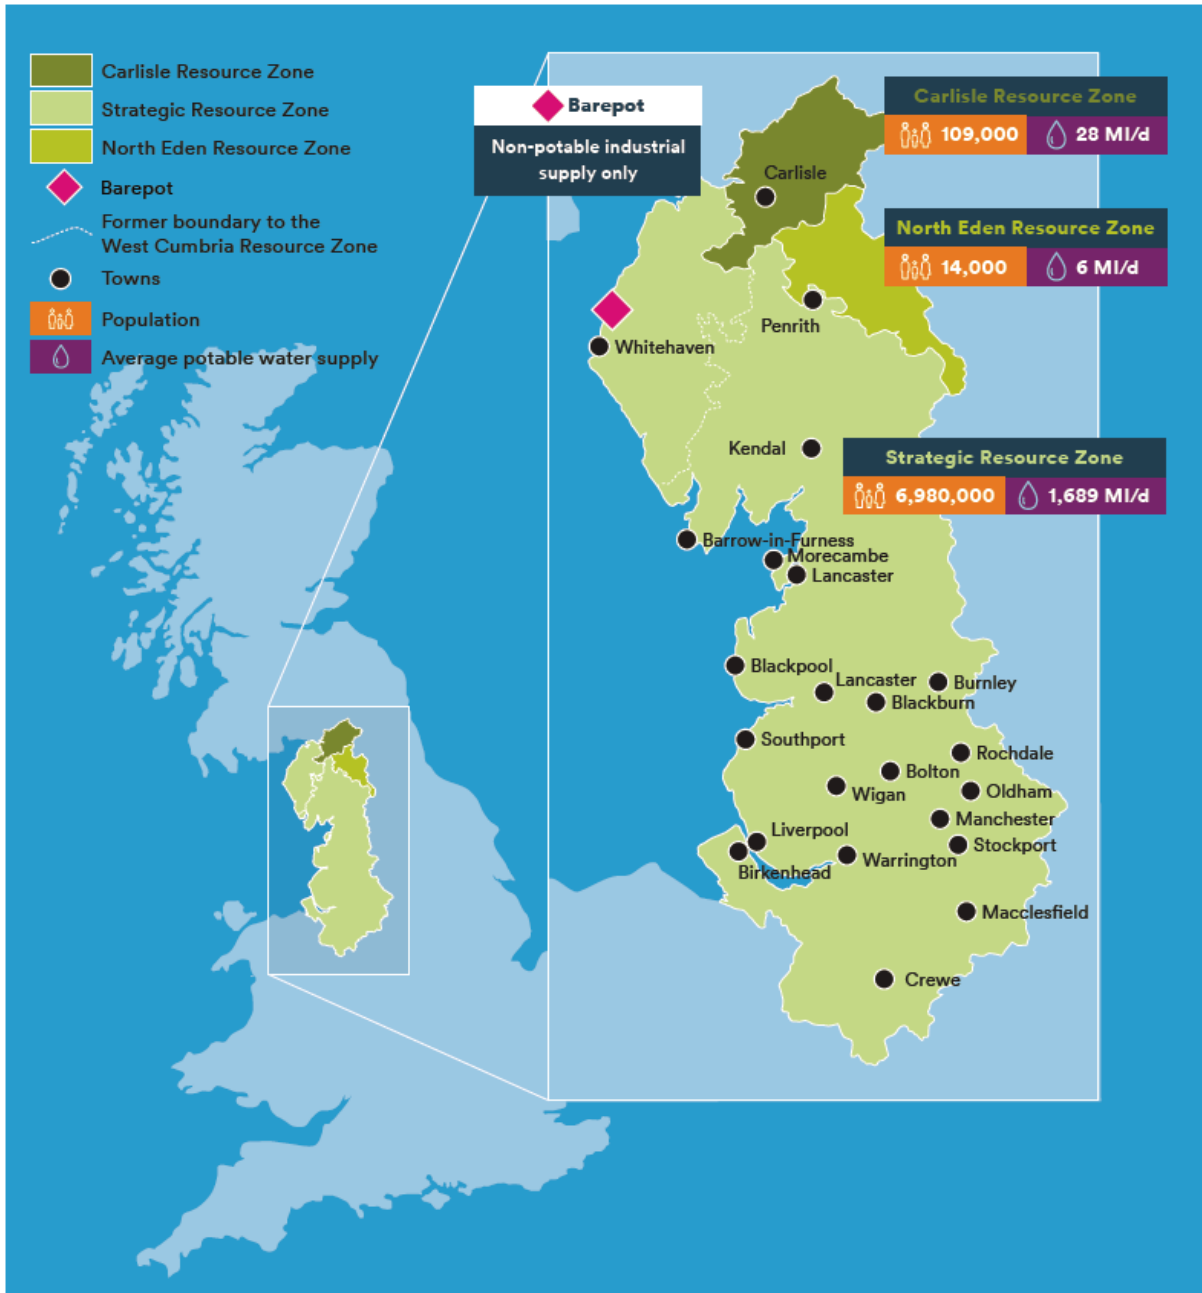 Carlisle Resource Zone
Strategic Resource Zone
North Eden Resource Zone
Barepot
Former boundary to the
West Cumbria Resource Zone
Towns
Population
Average potable water supply
Barepot
Non-potable industrial
supply only
Carlisle Resource Zone
109,000
28 Ml/d
North Eden Resource Zone
14,000
6 Ml/d
Strategic Resource Zone
6,980,000
1,689 Ml/d
Carlisle
Penrith
Whitehaven
Kendal
Barrow-in-Furness
Morecambe
Lancaster
Blackpool
Lancaster
Burnley
Blackburn
Southport
Rochdale
Bolton
Wigan
Oldham
Manchester
Liverpool
Stockport
Warrington
Birkenhead
Macclesfield
Crewe